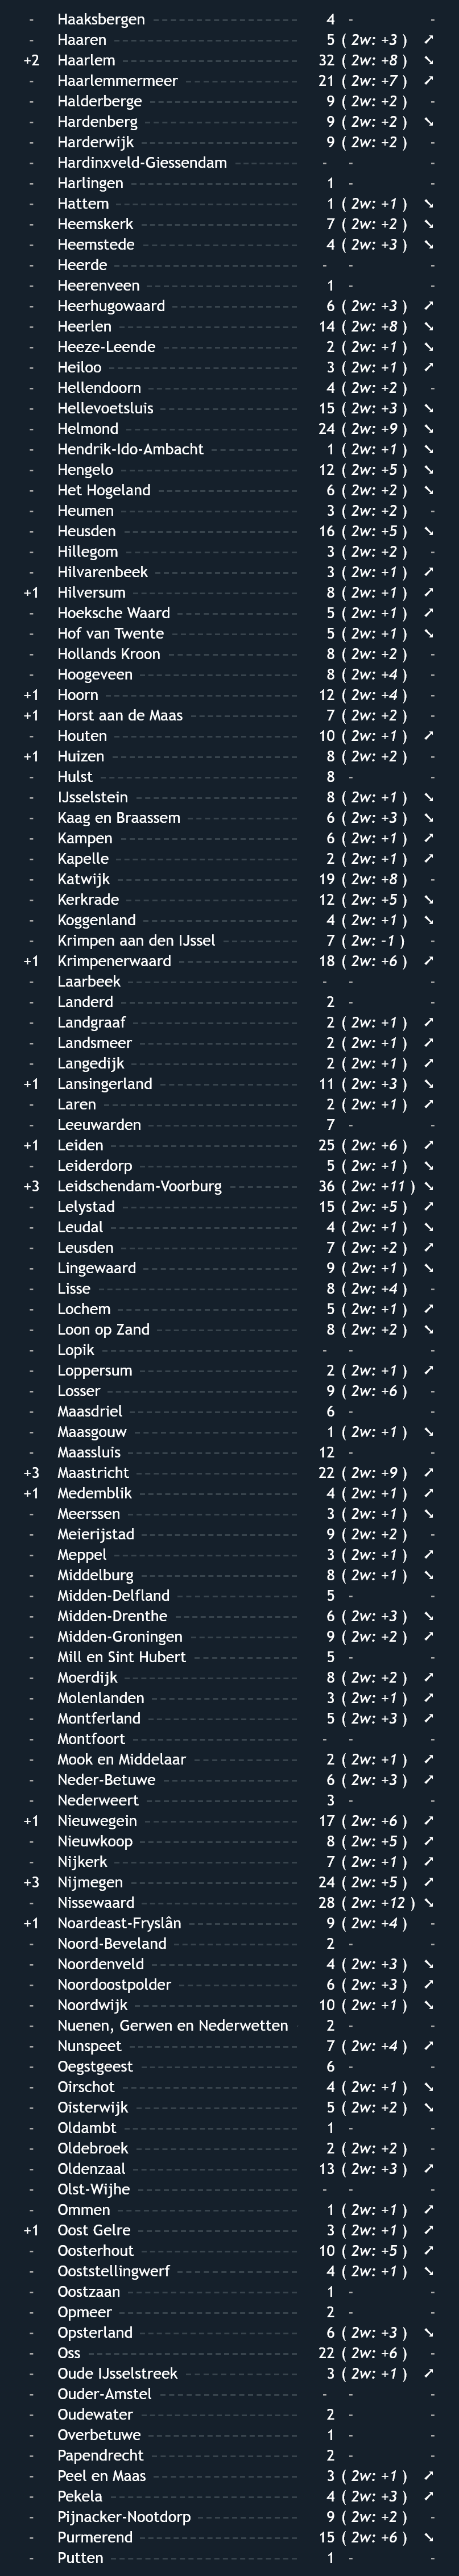 - Haaksbergen 4 - -
- Haaren 5 ( 2w: +3 ) ➚
+2 Haarlem 32 ( 2w: +8 ) ➘
- Haarlemmermeer 21 ( 2w: +7 ) ➚
- Halderberge 9 ( 2w: +2 ) -
- Hardenberg 9 ( 2w: +2 ) ➘
- Harderwijk 9 ( 2w: +2 ) -
- Hardinxveld-Giessendam - - -
- Harlingen 1 - -
- Hattem 1 ( 2w: +1 ) ➘
- Heemskerk 7 ( 2w: +2 ) ➘
- Heemstede 4 ( 2w: +3 ) ➘
- Heerde - - -
- Heerenveen 1 - -
- Heerhugowaard 6 ( 2w: +3 ) ➚
- Heerlen 14 ( 2w: +8 ) ➘
- Heeze-Leende 2 ( 2w: +1 ) ➘
- Heiloo 3 ( 2w: +1 ) ➚
- Hellendoorn 4 ( 2w: +2 ) -
- Hellevoetsluis 15 ( 2w: +3 ) ➘
- Helmond 24 ( 2w: +9 ) ➘
- Hendrik-Ido-Ambacht 1 ( 2w: +1 ) ➘
- Hengelo 12 ( 2w: +5 ) ➘
- Het Hogeland 6 ( 2w: +2 ) ➘
- Heumen 3 ( 2w: +2 ) -
- Heusden 16 ( 2w: +5 ) ➘
- Hillegom 3 ( 2w: +2 ) -
- Hilvarenbeek 3 ( 2w: +1 ) ➚
+1 Hilversum 8 ( 2w: +1 ) ➚
- Hoeksche Waard 5 ( 2w: +1 ) ➚
- Hof van Twente 5 ( 2w: +1 ) ➘
- Hollands Kroon 8 ( 2w: +2 ) -
- Hoogeveen 8 ( 2w: +4 ) -
+1 Hoorn 12 ( 2w: +4 ) -
+1 Horst aan de Maas 7 ( 2w: +2 ) -
- Houten 10 ( 2w: +1 ) ➚
+1 Huizen 8 ( 2w: +2 ) -
- Hulst 8 - -
- IJsselstein 8 ( 2w: +1 ) ➘
- Kaag en Braassem 6 ( 2w: +3 ) ➘
- Kampen 6 ( 2w: +1 ) ➚
- Kapelle 2 ( 2w: +1 ) ➚
- Katwijk 19 ( 2w: +8 ) -
- Kerkrade 12 ( 2w: +5 ) ➘
- Koggenland 4 ( 2w: +1 ) ➘
- Krimpen aan den IJssel 7 ( 2w: -1 ) -
+1 Krimpenerwaard 18 ( 2w: +6 ) ➚
- Laarbeek - - -
- Landerd 2 - -
- Landgraaf 2 ( 2w: +1 ) ➚
- Landsmeer 2 ( 2w: +1 ) ➚
- Langedijk 2 ( 2w: +1 ) ➚
+1 Lansingerland 11 ( 2w: +3 ) ➘
- Laren 2 ( 2w: +1 ) ➚
- Leeuwarden 7 - -
+1 Leiden 25 ( 2w: +6 ) ➚
- Leiderdorp 5 ( 2w: +1 ) ➘
+3 Leidschendam-Voorburg 36 ( 2w: +11 ) ➘
- Lelystad 15 ( 2w: +5 ) ➚
- Leudal 4 ( 2w: +1 ) ➘
- Leusden 7 ( 2w: +2 ) ➚
- Lingewaard 9 ( 2w: +1 ) ➘
- Lisse 8 ( 2w: +4 ) -
- Lochem 5 ( 2w: +1 ) ➚
- Loon op Zand 8 ( 2w: +2 ) ➘
- Lopik - - -
- Loppersum 2 ( 2w: +1 ) ➚
- Losser 9 ( 2w: +6 ) -
- Maasdriel 6 - -
- Maasgouw 1 ( 2w: +1 ) ➘
- Maassluis 12 - -
+3 Maastricht 22 ( 2w: +9 ) ➚
+1 Medemblik 4 ( 2w: +1 ) ➚
- Meerssen 3 ( 2w: +1 ) ➘
- Meierijstad 9 ( 2w: +2 ) -
- Meppel 3 ( 2w: +1 ) ➚
- Middelburg 8 ( 2w: +1 ) ➘
- Midden-Delfland 5 - -
- Midden-Drenthe 6 ( 2w: +3 ) ➘
- Midden-Groningen 9 ( 2w: +2 ) ➚
- Mill en Sint Hubert 5 - -
- Moerdijk 8 ( 2w: +2 ) ➚
- Molenlanden 3 ( 2w: +1 ) ➚
- Montferland 5 ( 2w: +3 ) ➚
- Montfoort - - -
- Mook en Middelaar 2 ( 2w: +1 ) ➚
- Neder-Betuwe 6 ( 2w: +3 ) ➚
- Nederweert 3 - -
+1 Nieuwegein 17 ( 2w: +6 ) ➚
- Nieuwkoop 8 ( 2w: +5 ) ➚
- Nijkerk 7 ( 2w: +1 ) ➚
+3 Nijmegen 24 ( 2w: +5 ) ➚
- Nissewaard 28 ( 2w: +12 ) ➘
+1 Noardeast-Fryslân 9 ( 2w: +4 ) -
- Noord-Beveland 2 - -
- Noordenveld 4 ( 2w: +3 ) ➘
- Noordoostpolder 6 ( 2w: +3 ) ➚
- Noordwijk 10 ( 2w: +1 ) ➘
- Nuenen, Gerwen en Nederwetten 2 - -
- Nunspeet 7 ( 2w: +4 ) ➚
- Oegstgeest 6 - -
- Oirschot 4 ( 2w: +1 ) ➘
- Oisterwijk 5 ( 2w: +2 ) ➘
- Oldambt 1 - -
- Oldebroek 2 ( 2w: +2 ) -
- Oldenzaal 13 ( 2w: +3 ) ➚
- Olst-Wijhe - - -
- Ommen 1 ( 2w: +1 ) ➚
+1 Oost Gelre 3 ( 2w: +1 ) ➚
- Oosterhout 10 ( 2w: +5 ) ➚
- Ooststellingwerf 4 ( 2w: +1 ) ➘
- Oostzaan 1 - -
- Opmeer 2 - -
- Opsterland 6 ( 2w: +3 ) ➘
- Oss 22 ( 2w: +6 ) -
- Oude IJsselstreek 3 ( 2w: +1 ) ➚
- Ouder-Amstel - - -
- Oudewater 2 - -
- Overbetuwe 1 - -
- Papendrecht 2 - -
- Peel en Maas 3 ( 2w: +1 ) ➚
- Pekela 4 ( 2w: +3 ) ➚
- Pijnacker-Nootdorp 9 ( 2w: +2 ) -
- Purmerend 15 ( 2w: +6 ) ➘
- Putten 1 - -